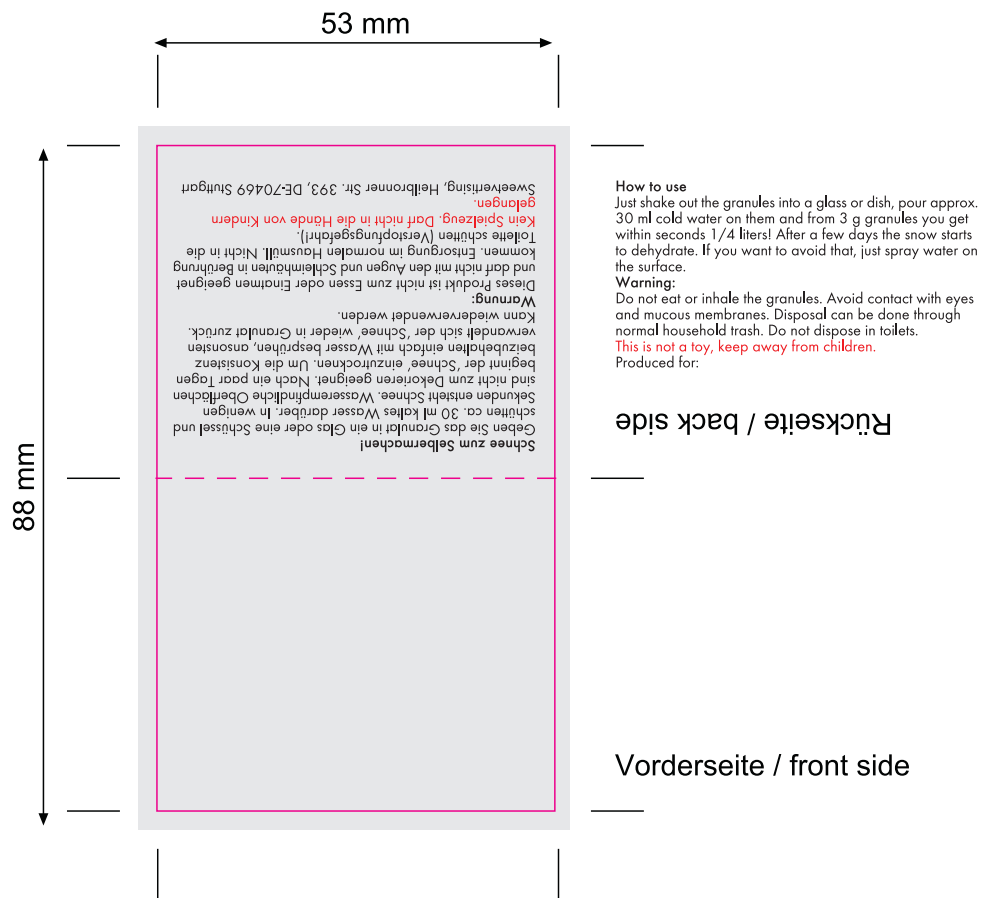 53 mm
88 mm
Schnee zum Selbermachen!
Geben Sie das Granulat in ein Glas oder eine Schüssel und
schütten ca. 30 ml kaltes Wasser darüber. In wenigen
Sekunden entsteht Schnee. Wasserempfindliche Oberflächen
sind nicht zum Dekorieren geeignet. Nach ein paar Tagen
beginnt der ‚Schnee‘ einzutrocknen. Um die Konsistenz
beizubehalten einfach mit Wasser besprühen, ansonsten
verwandelt sich der ‚Schnee‘ wieder in Granulat zurück.
Kann wiederverwendet werden.
Warnung:
Dieses Produkt ist nicht zum Essen oder Einatmen geeignet
und darf nicht mit den Augen und Schleimhäuten in Berührung
kommen. Entsorgung im normalen Hausmüll. Nicht in die
Toilette schütten (Verstopfungsgefahr!).
Kein Spielzeug. Darf nicht in die Hände von Kindern
gelangen.
Sweetvertising, Heilbronner Str. 393, DE-70469 Stuttgart
How to use
Just shake out the granules into a glass or dish, pour approx.
30 ml cold water on them and from 3 g granules you get
within seconds 1/4 liters! After a few days the snow starts
to dehydrate. If you want to avoid that, just spray water on
the surface.
Warning:
Do not eat or inhale the granules. Avoid contact with eyes
and mucous membranes. Disposal can be done through
normal household trash. Do not dispose in toilets.
This is not a toy, keep away from children.
Produced for:
Rückseite / back side
Vorderseite / front side